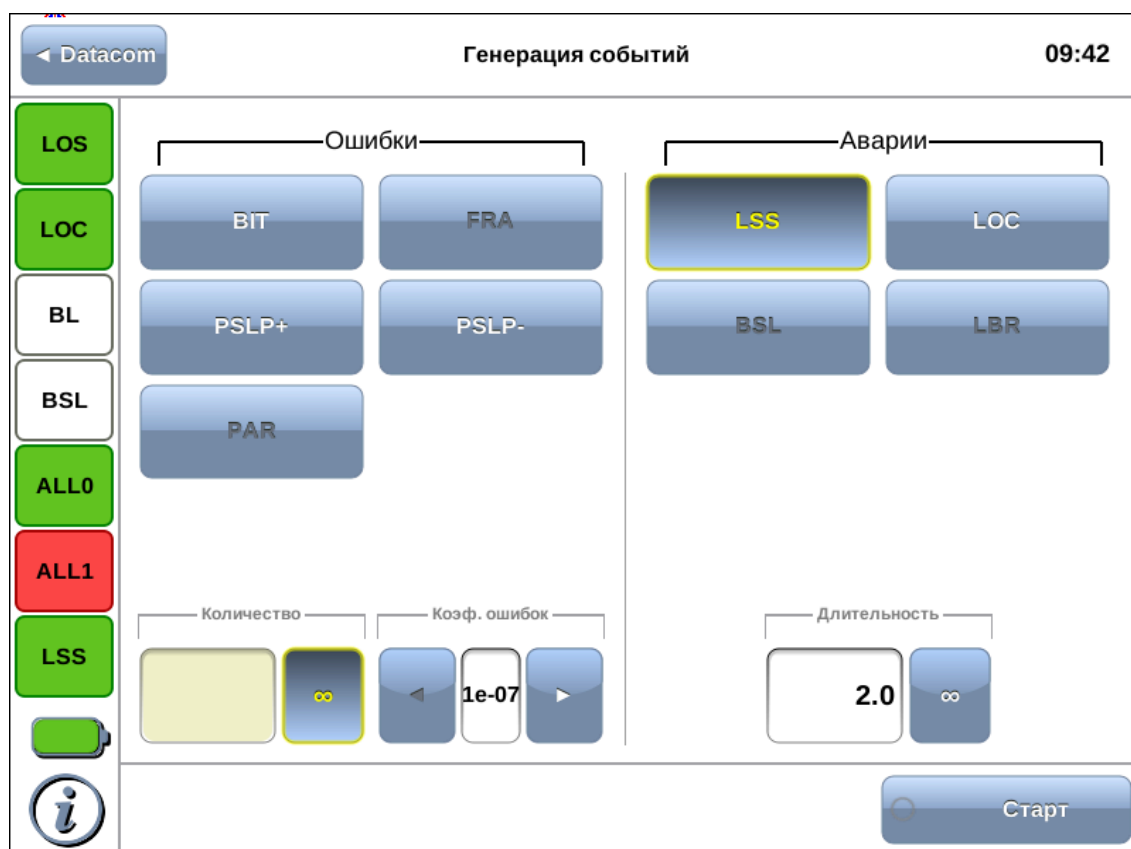 ◄ Datacom
Генерация событий
09:42
LOS
LOC
BL
BSL
ALL0
ALL1
LSS
Ошибки
BIT
FRA
PSLP+
PSLP-
PAR
Количество
∞
Коэф. ошибок
◄
1e-07
►
Аварии
LSS
LOC
BSL
LBR
Длительность
2.0
∞
i
Старт